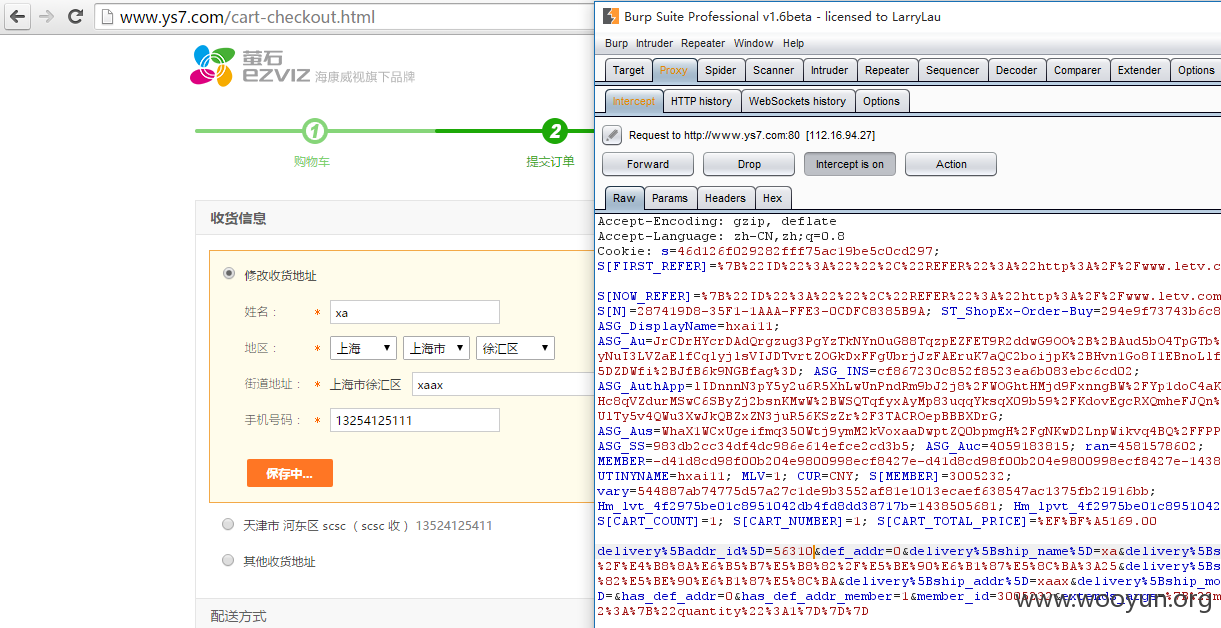 www.ys7.com/cart-checkout.html
萤石
ezviz 海康威视旗下品牌
1
2
购物车
提交订单
收货信息
修改收货地址
姓名： * xa
地区： * 上海 上海市 徐汇区
街道地址： * 上海市徐汇区 xaax
手机号码： * 13254125111
保存中...
天津市 河东区 scsc （ scsc 收 ） 13524125411
其他收货地址
配送方式
Burp Suite Professional v1.6beta - licensed to LarryLau
Burp Intruder Repeater Window Help
Target Proxy Spider Scanner Intruder Repeater Sequencer Decoder Comparer Extender Options
Intercept HTTP history WebSockets history Options
Request to http://www.ys7.com:80 [112.16.94.27]
Forward Drop Intercept is on Action
Raw Params Headers Hex
Accept-Encoding: gzip, deflate
Accept-Language: zh-CN,zh;q=0.8
Cookie: s=46d126f029282fff75ac19be5c0cd297;
S[FIRST_REFER]=%7B%22ID%22%3A%22%22%2C%22REFER%22%3A%22http%3A%2F%2Fwww.letv.c
S[NOW_REFER]=%7B%22ID%22%3A%22%22%2C%22REFER%22%3A%22http%3A%2F%2Fwww.letv.com
S[N]=287419D8-35F1-1AAA-FFE3-0CDFC8385B9A; ST_ShopEx-Order-Buy=294e9f73743b6c8
ASG_DisplayName=hxai11;
ASG_Au=JrCDrHYcrDAdQrgzug3PgYzTkNYn0uG88TqzpEZFET9R2ddwG9OO%2B%2BAud5bO4TpGTb%
yNuI3LVZaElfCqlyjlsVIJDTvrtZOGkDxFFgUbrjJzFAEruK7aQC2boijpK%2BHvn1Go8I1EBnoLlf
5DZDWfi%2BJfB6k9NGBfag%3D; ASG_INS=cf867230c852f8523ea6b083ebc6cd02;
ASG_AuthApp=lIDnnnN3pY5y2u6R5XhLwUnPndRm9bJ2j8%2FWOGhtHMjd9FxnngBW%2FYp1doC4aK
Hc8qVZdurMSwC6SByZj2bsnKMwW%2BWSQTqfyxAyMp83uqqYksqX09b59%2FKdovEgcRXQmheFJQn%
UlTy5v4QWu3XwJkQBZxZN3juR56KSzZr%2F3TACROepBBBXDrG;
ASG_Aus=WhaX1WCxUgeifmq350Wtj9ymM2kVoxaaDwptZQ0bpmgH%2FgNKwD2LnpWikvq4BQ%2FFPP
ASG_SS=983db2cc34df4dc986e614efce2cd3b5; ASG_Auc=4059183815; ran=4581578602;
MEMBER=-d41d8cd98f00b204e9800998ecf8427e-d41d8cd98f00b204e9800998ecf8427e-1438
UTINYNAME=hxai11; MLV=1; CUR=CNY; S[MEMBER]=3005232;
vary=544887ab74775d57a27c1de9b3552af81e1013ecaef638547ac1375fb21916bb;
Hm_lvt_4f2975be01c8951042db4fd8dd38717b=1438505681; Hm_lpvt_4f2975be01c8951042
S[CART_COUNT]=1; S[CART_NUMBER]=1; S[CART_TOTAL_PRICE]=%EF%BF%A5169.00
delivery%5Baddr_id%5D=56310&def_addr=0&delivery%5Bship_name%5D=xa&delivery%5Bs
%2F%E4%B8%8A%E6%B5%B7%E5%B8%82%2F%E5%BE%90%E6%B1%87%E5%8C%BA%3A25&delivery%5Bs
%82%E5%BE%90%E6%B1%87%E5%8C%BA&delivery%5Bship_addr%5D=xaax&delivery%5Bship_mo
D=&has_def_addr=0&has_def_addr_member=1&member_id=3005232&extends_args=%7B%22m
2%3A%7B%22quantity%22%3A1%7D%7D%7D
www.wooyun.org